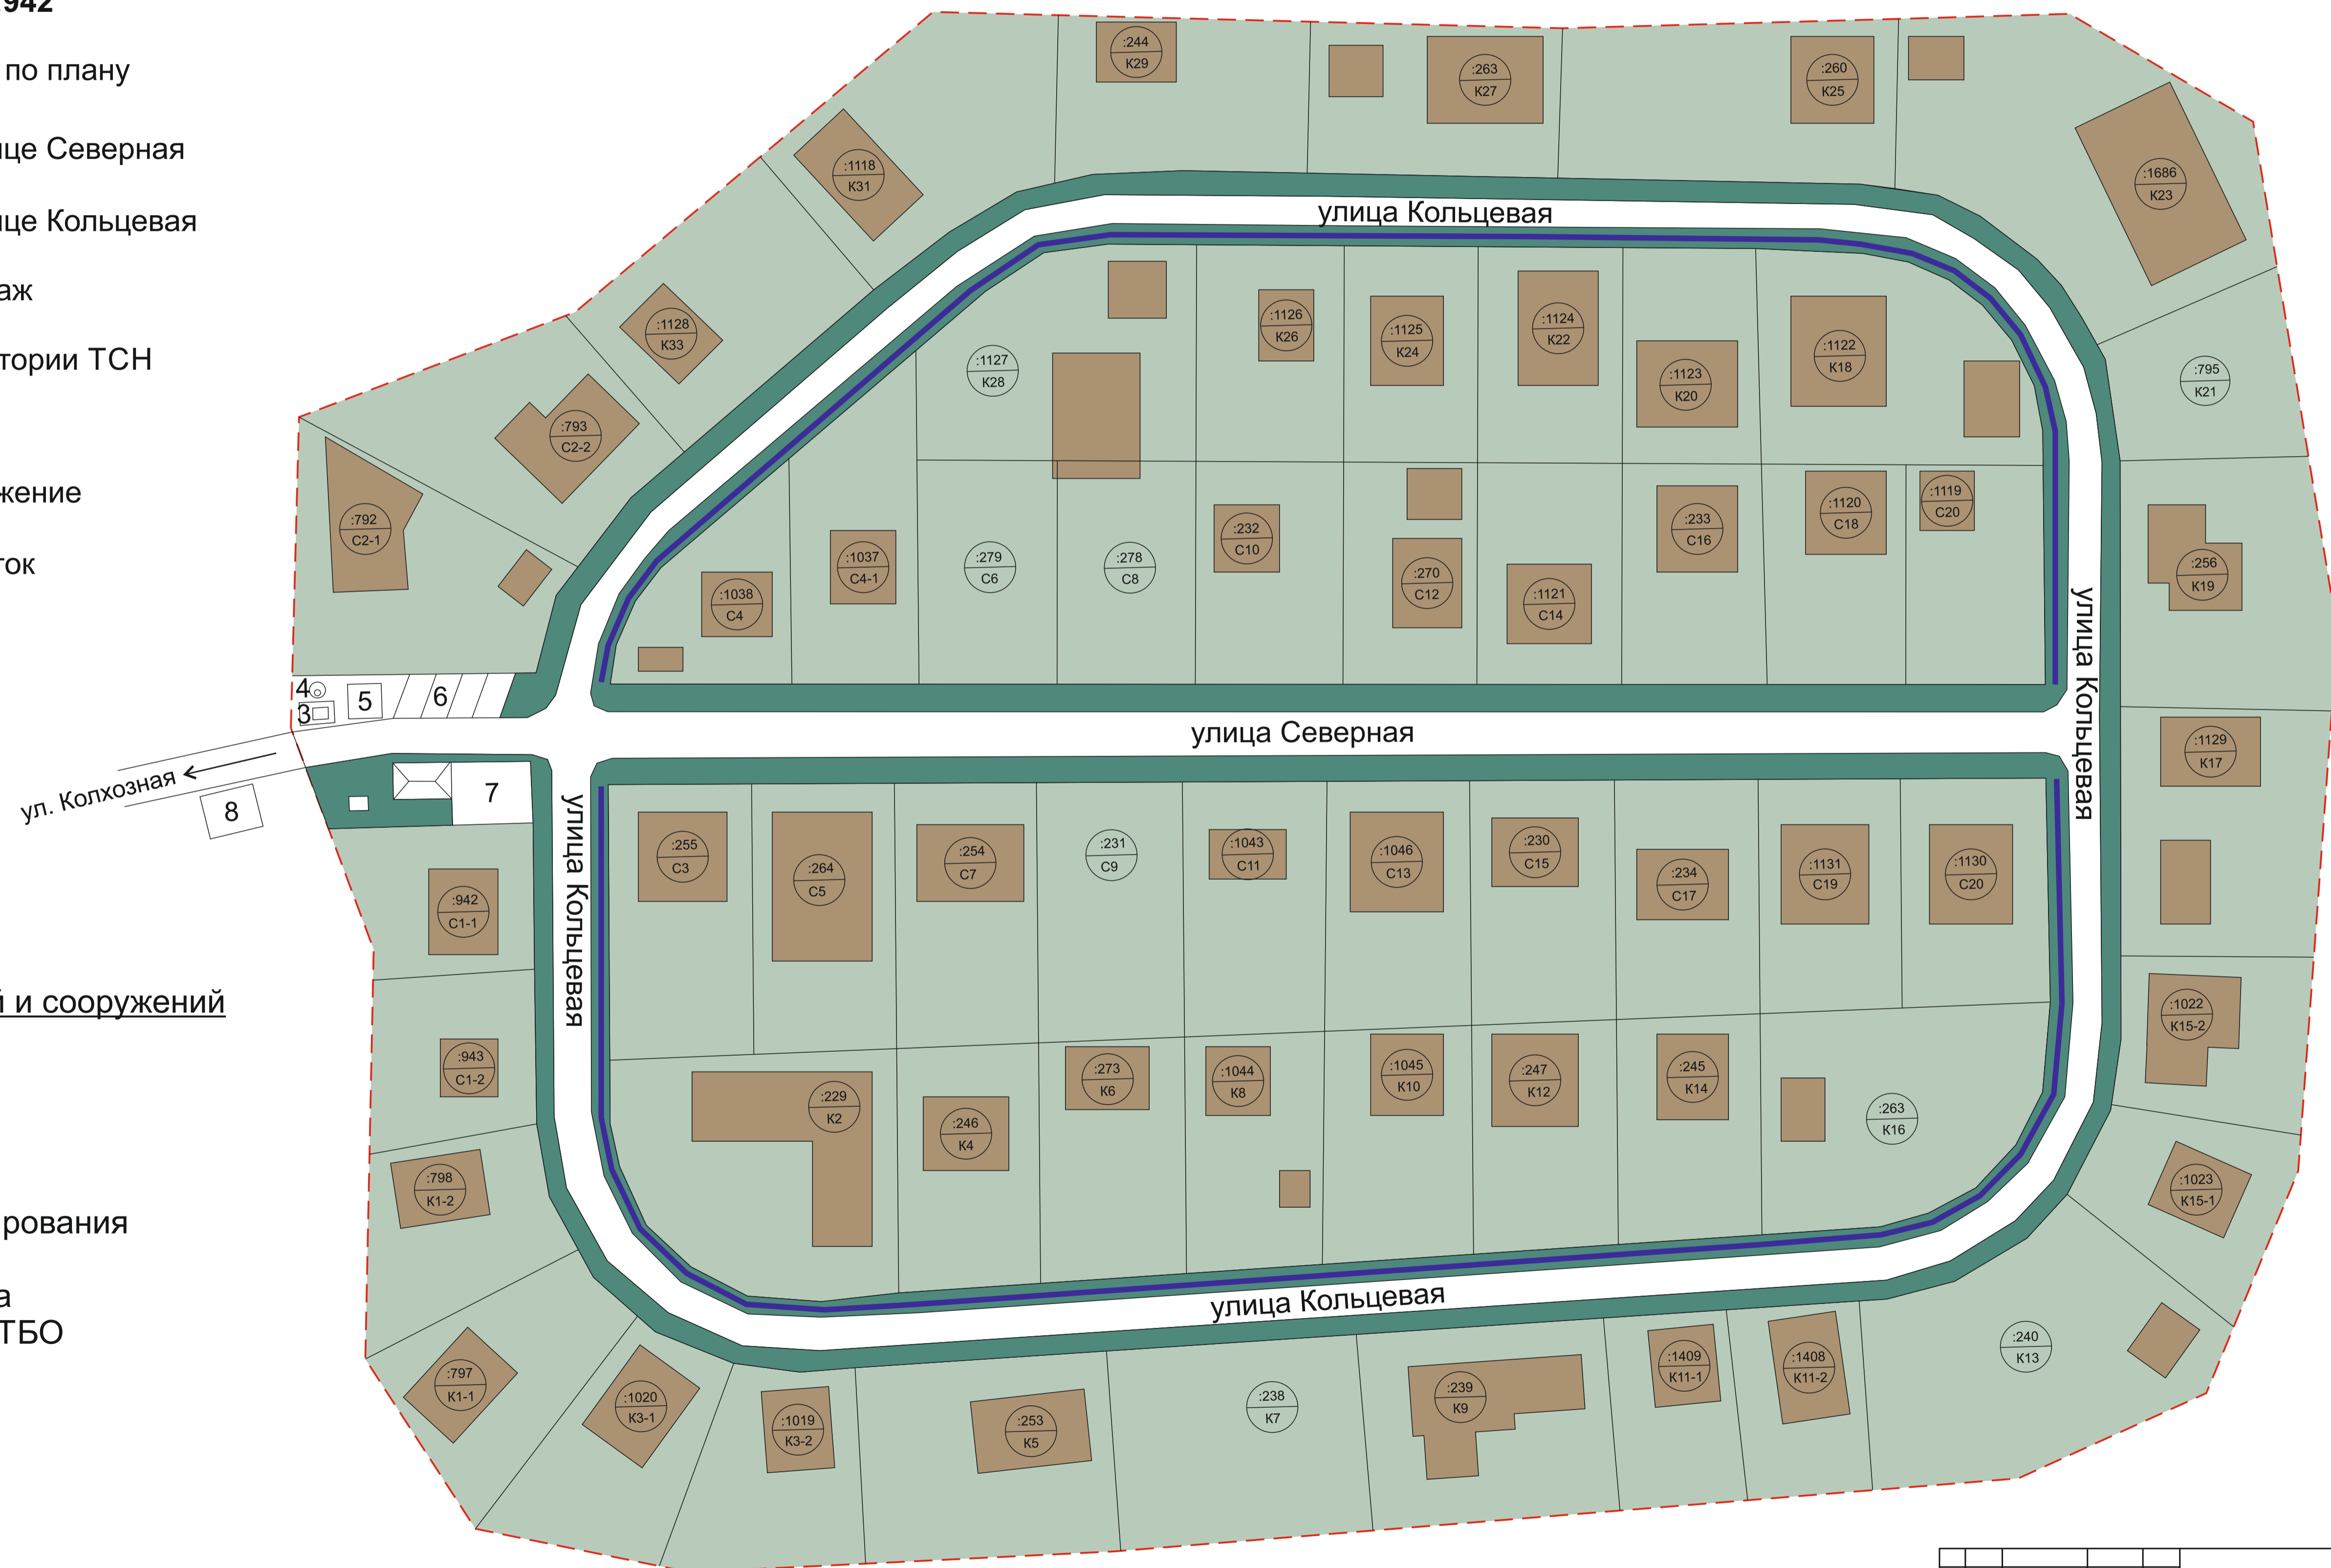 :942
по плану
це Северная
це Кольцевая
аж
тории ТСН
жение
ток
й и сооружений
рования
а
ТБО
:244
К29
:263
К27
:260
К25
:1686
К23
:1118
К31
улица Кольцевая
:1128
К33
:1127
К28
:1126
К26
:1125
К24
:1124
К22
:1123
К20
:1122
К18
:795
К21
:793
С2-2
:792
С2-1
:1038
С4
:1037
С4-1
:279
С6
:278
С8
:232
С10
:270
С12
:1121
С14
:233
С16
:1120
С18
:1119
С20
:256
К19
улица Кольцевая
4
3
5
6
улица Северная
:1129
К17
ул. Колхозная
8
7
улица Кольцевая
:255
С3
:264
С5
:254
С7
:231
С9
:1043
С11
:1046
С13
:230
С15
:234
С17
:1131
С19
:1130
С20
:942
С1-1
:943
С1-2
:1022
К15-2
:229
К2
:246
К4
:273
К6
:1044
К8
:1045
К10
:247
К12
:245
К14
:263
К16
:798
К1-2
:1023
К15-1
улица Кольцевая
:797
К1-1
:1020
К3-1
:1019
К3-2
:253
К5
:238
К7
:239
К9
:1409
К11-1
:1408
К11-2
:240
К13